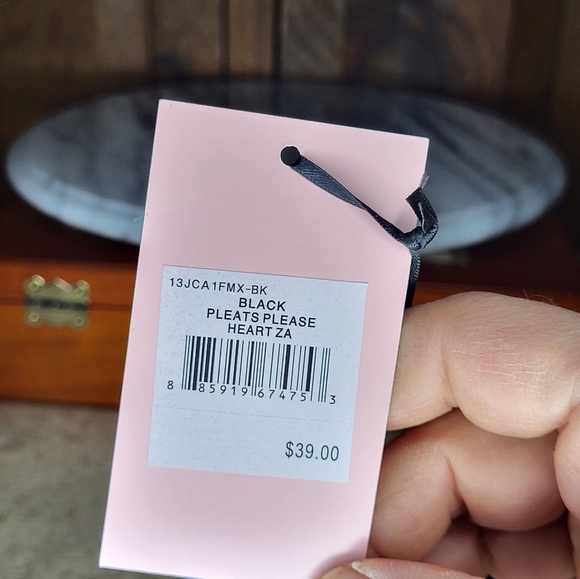 13JCA1FMX-BK
BLACK
PLEATS PLEASE
HEART ZA
8 85919 67475 3
$39.00